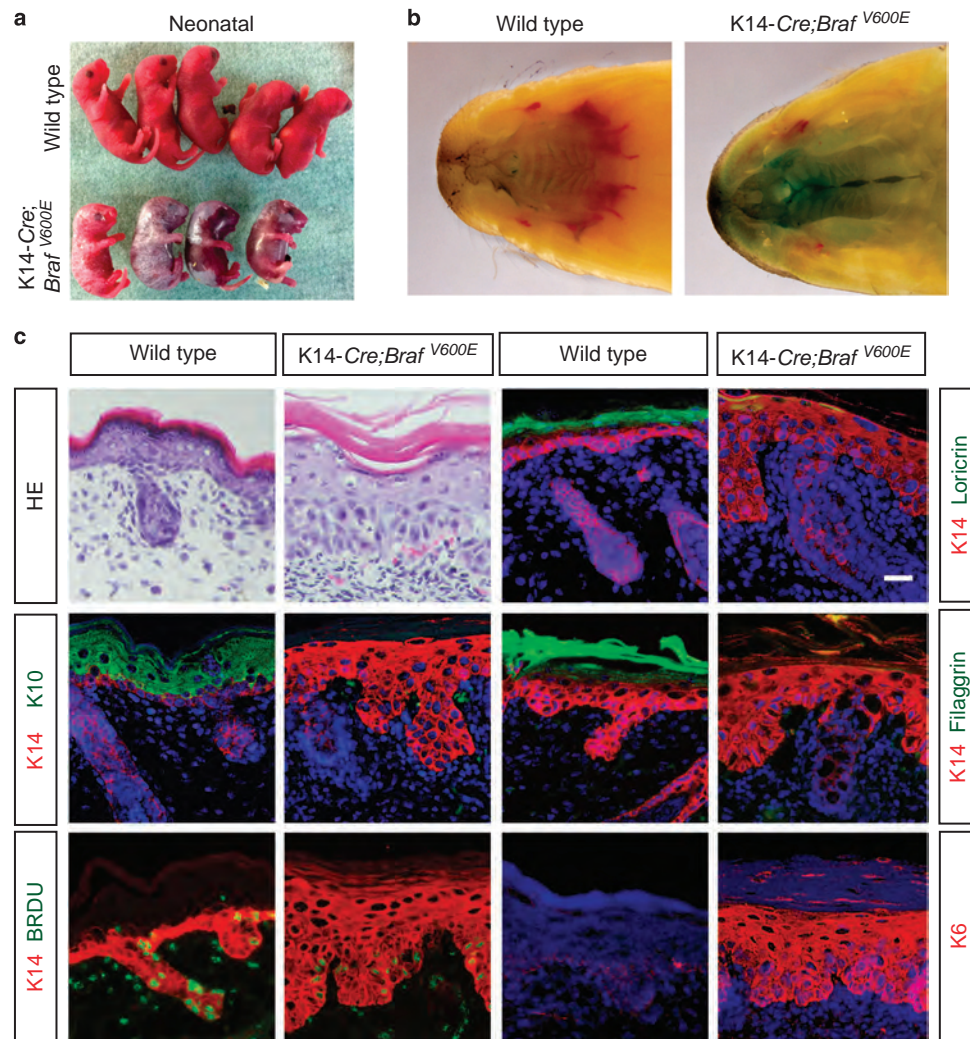 a
Neonatal
Wild type
K14-Cre;
Braf V600E
b
Wild type
K14-Cre;Braf V600E
c
Wild type
K14-Cre;Braf V600E
Wild type
K14-Cre;Braf V600E
HE
K14 Loricrin
K14 K10
K14 Filaggrin
K14 BRDU
K6